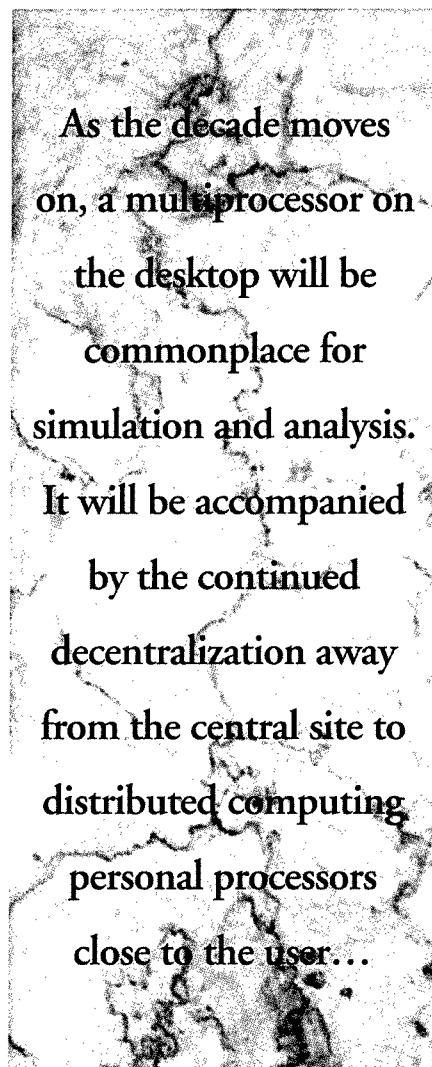 As the decade moves
on, a multiprocessor on
the desktop will be
commonplace for
simulation and analysis.
It will be accompanied
by the continued
decentralization away
from the central site to
distributed computing
personal processors
close to the user…